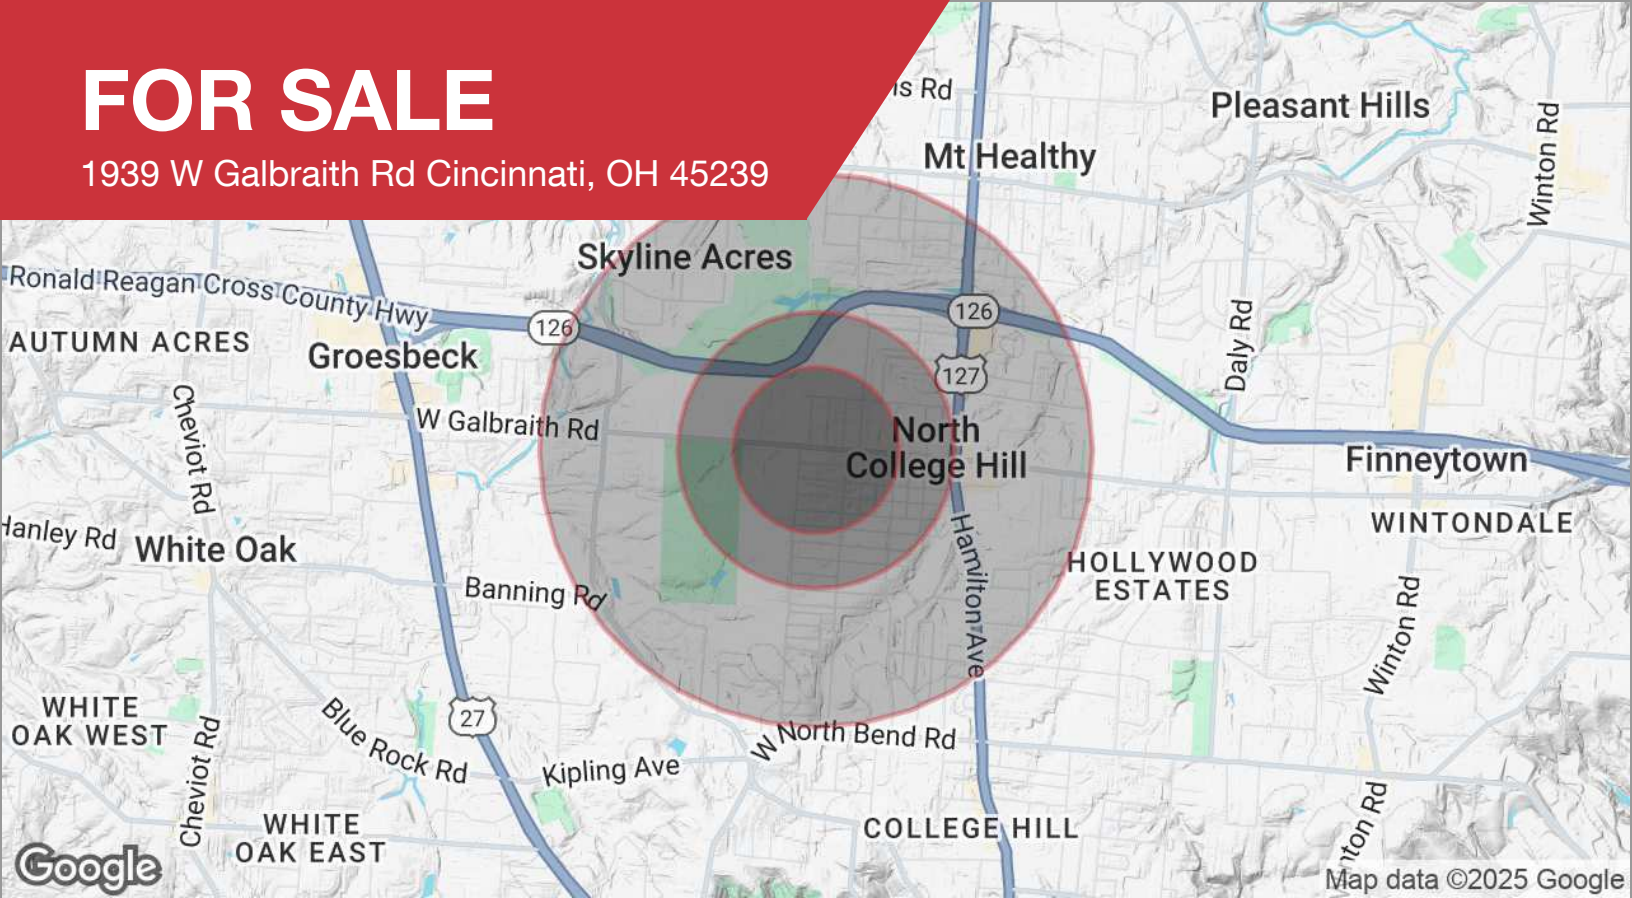 FOR SALE
1939 W Galbraith Rd Cincinnati, OH 45239
Rd
Pleasant Hills
Mt Healthy
Winton Rd
Skyline Acres
Ronald Reagan Cross County Hwy
126
126
AUTUMN ACRES
Groesbeck
127
Daly Rd
Cheviot Rd
W Galbraith Rd
North
College Hill
Finneytown
Hanley Rd
White Oak
WINTONDALE
Hamilton Ave
HOLLYWOOD
ESTATES
Banning Rd
Winton Rd
WHITE
OAK WEST
27
Blue Rock Rd
Cheviot Rd
W North Bend Rd
Kipling Ave
WHITE
OAK EAST
COLLEGE HILL
Rd
Google
Map data ©2025 Google